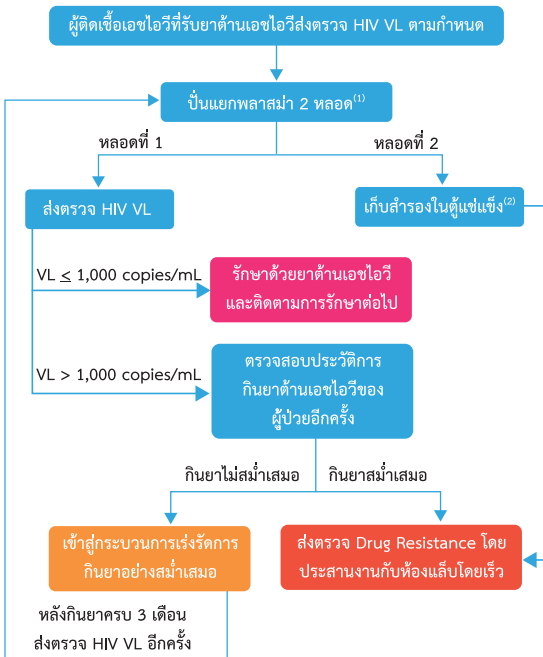 ผู้ติดเชื้อเอชไอวีที่รับยาต้านเอชไอวีส่งตรวจ HIV VL ตามกำหนด
ปั่นแยกพลาสม่า 2 หลอด(1)
หลอดที่ 1
หลอดที่ 2
ส่งตรวจ HIV VL
เก็บสำรองในตู้แช่แข็ง(2)
VL ≤ 1,000 copies/mL
รักษาด้วยยาต้านเอชไอวี
และติดตามการรักษาต่อไป
VL > 1,000 copies/mL
ตรวจสอบประวัติการ
กินยาต้านเอชไอวีของ
ผู้ป่วยอีกครั้ง
กินยาไม่สม่ำเสมอ
กินยาสม่ำเสมอ
เข้าสู่กระบวนการเร่งรัดการ
กินยาอย่างสม่ำเสมอ
ส่งตรวจ Drug Resistance โดย
ประสานงานกับห้องแล็บโดยเร็ว
หลังกินยาครบ 3 เดือน
ส่งตรวจ HIV VL อีกครั้ง